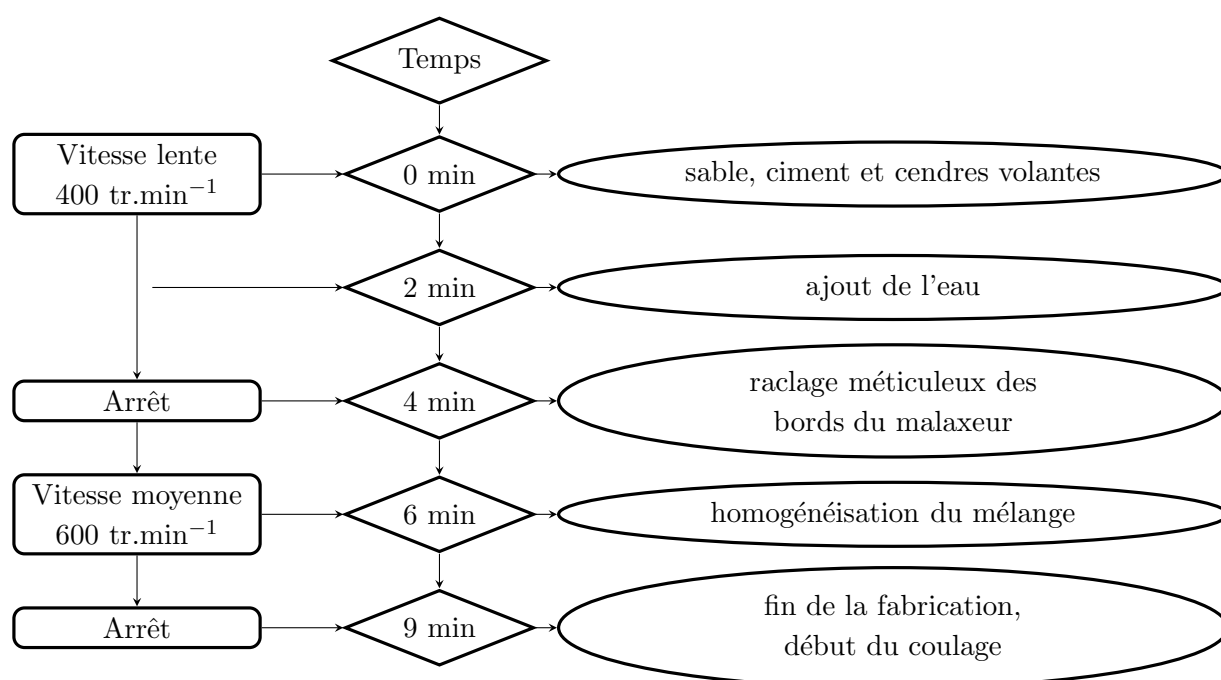 Temps
Vitesse lente
400 tr.min⁻¹
0 min
sable, ciment et cendres volantes
2 min
ajout de l'eau
Arrêt
4 min
raclage méticuleux des
bords du malaxeur
Vitesse moyenne
600 tr.min⁻¹
6 min
homogénéisation du mélange
Arrêt
9 min
fin de la fabrication,
début du coulage